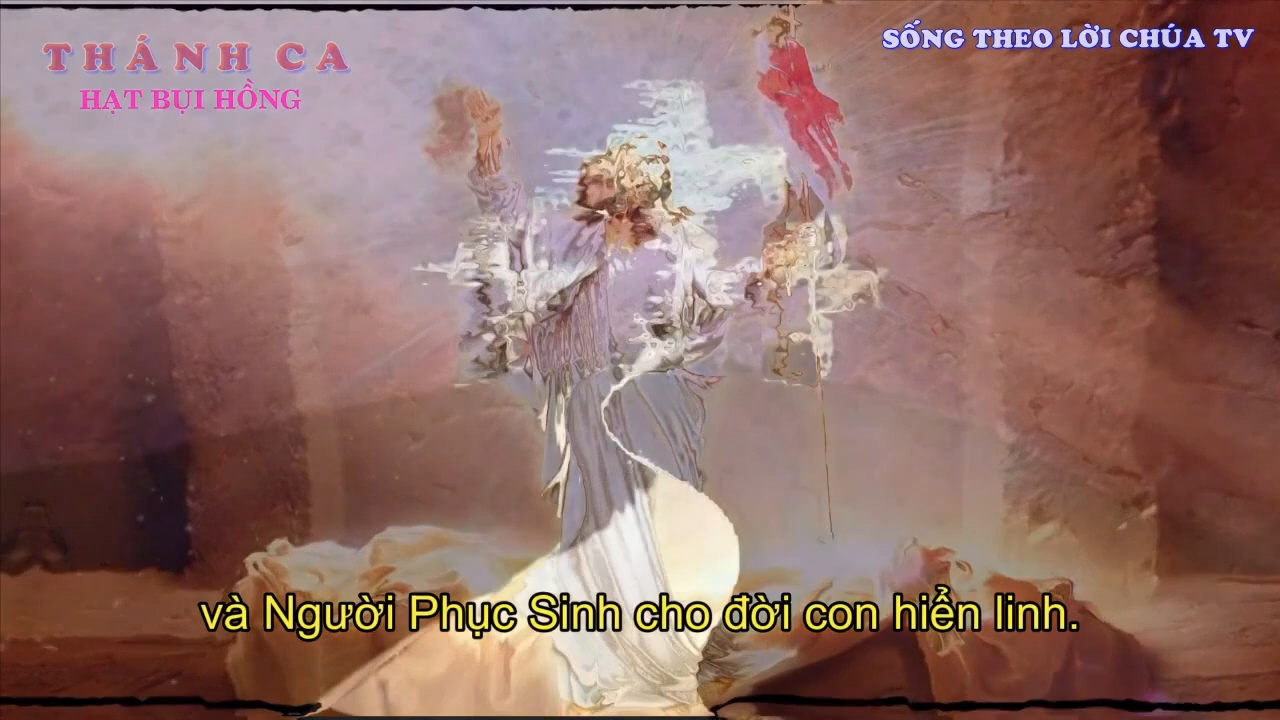 THÁNH CA
HẠT BỤI HỒNG
SỐNG THEO LỜI CHÚA TV
và Người Phục Sinh cho đời con hiển linh.